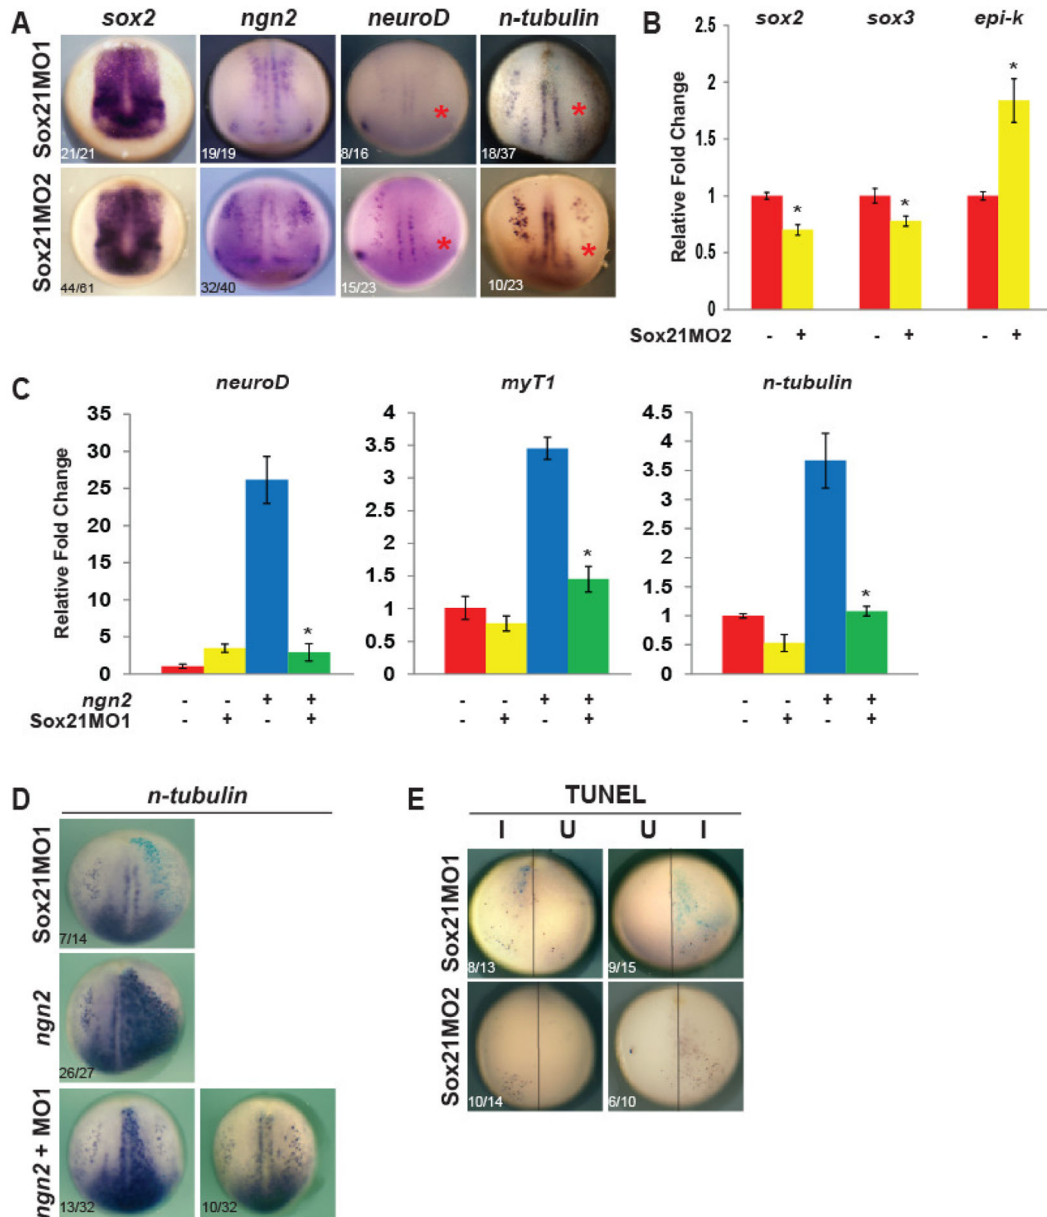 A
sox2 ngn2 neuroD n-tubulin
Sox21MO1
21/21 19/19 8/16 * 18/37 *
Sox21MO2
44/61 32/40 15/23 * 10/23 *
B
sox2 sox3 epi-k
Relative Fold Change
2.5
2
1.5
1
0.5
0
* * *
Sox21MO2 - + - + - +
C
neuroD myT1 n-tubulin
Relative Fold Change
35
30
25
20
15
10
5
0
*
4
3.5
3
2.5
2
1.5
1
0.5
0
*
4.5
4
3.5
3
2.5
2
1.5
1
0.5
0
*
ngn2 - - + + - - + + - - + +
Sox21MO1 - + - + - + - + - + - +
D
n-tubulin
Sox21MO1
7/14
ngn2
26/27
ngn2 + MO1
13/32 10/32
E
TUNEL
I U U I
Sox21MO1
8/13 9/15
Sox21MO2
10/14 6/10